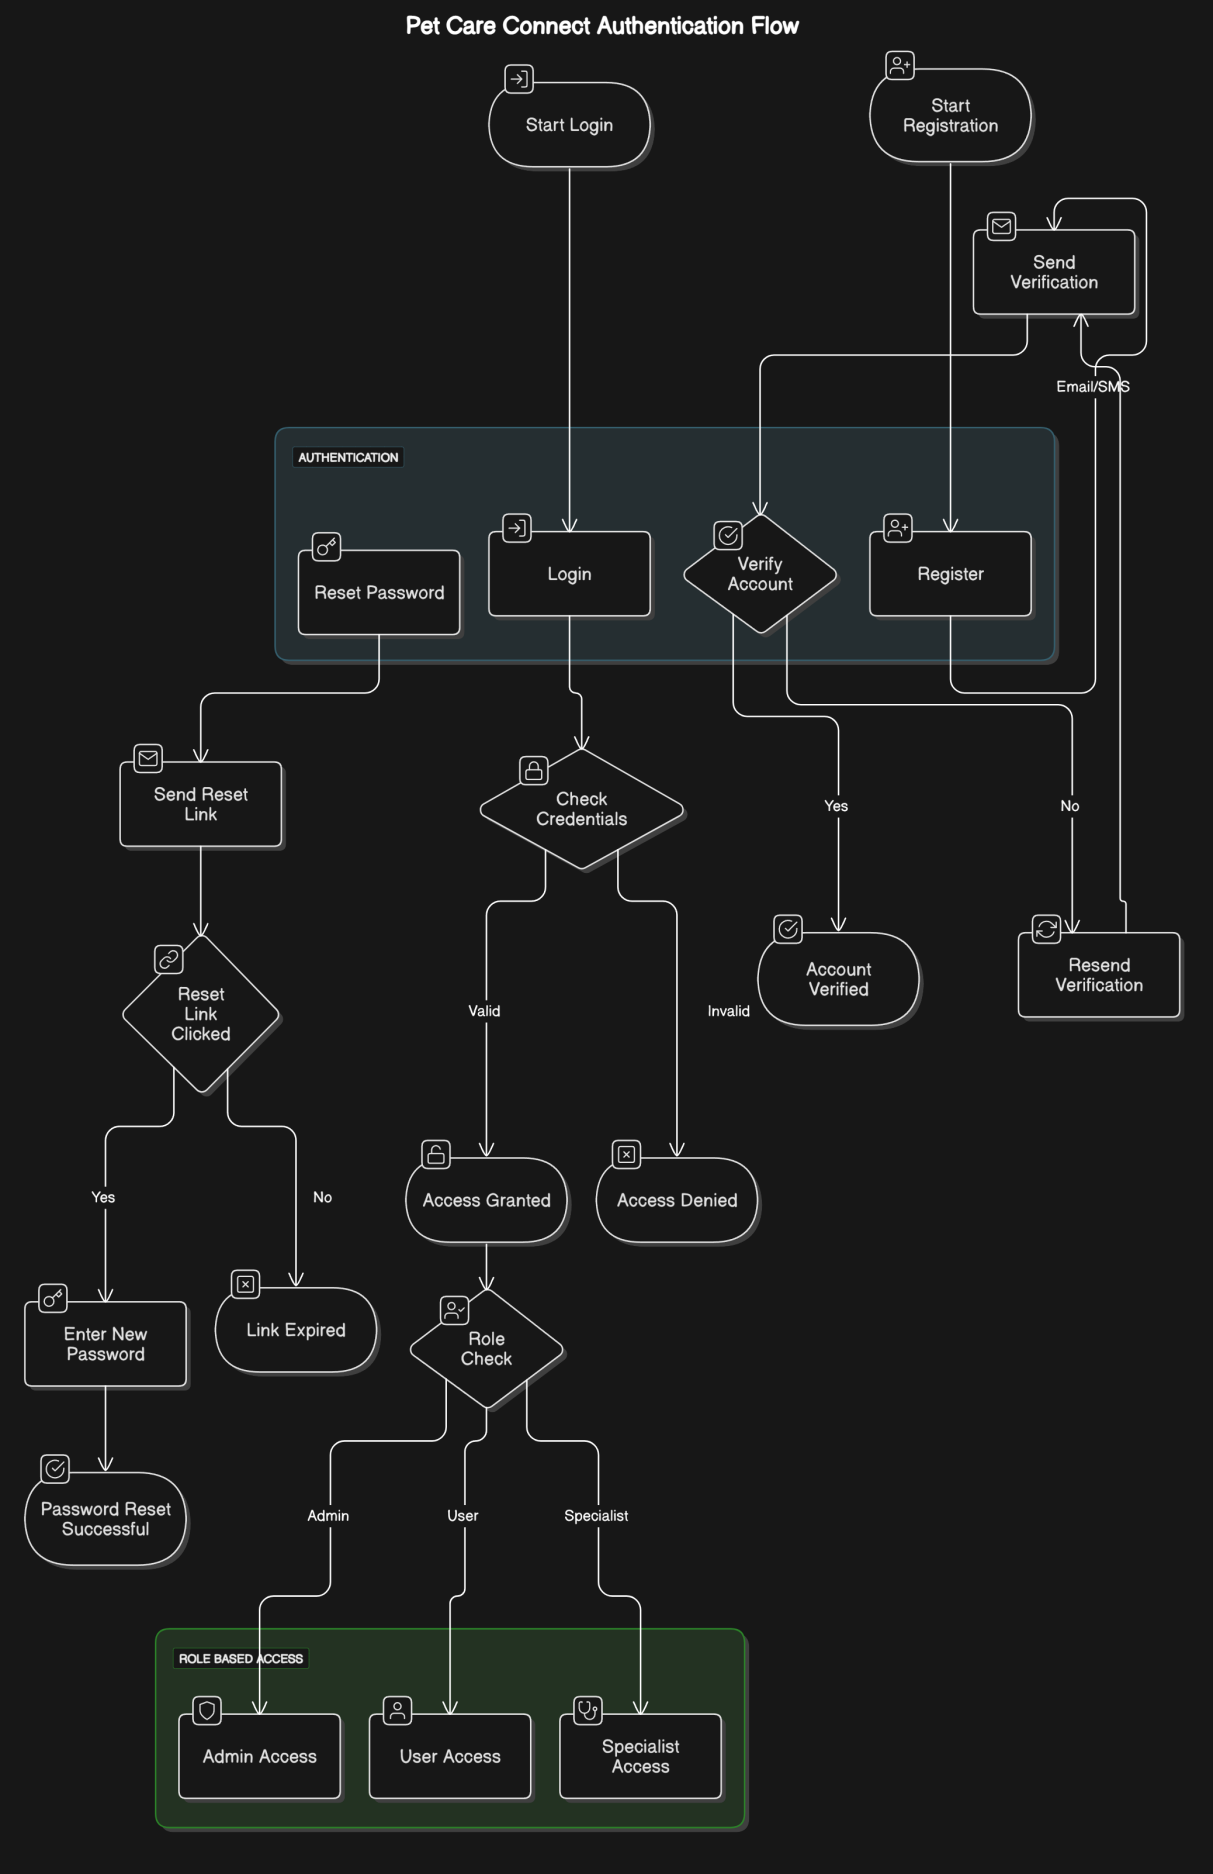 Pet Care Connect Authentication Flow
Start Login
Start
Registration
Send
Verification
Email/SMS
AUTHENTICATION
Reset Password
Login
Verify
Account
Register
Send Reset
Link
Check
Credentials
Yes
No
Reset
Link
Clicked
Valid
Invalid
Account
Verified
Resend
Verification
Yes
No
Access Granted
Access Denied
Enter New
Password
Link Expired
Role
Check
Password Reset
Successful
Admin
User
Specialist
ROLE BASED ACCESS
Admin Access
User Access
Specialist
Access